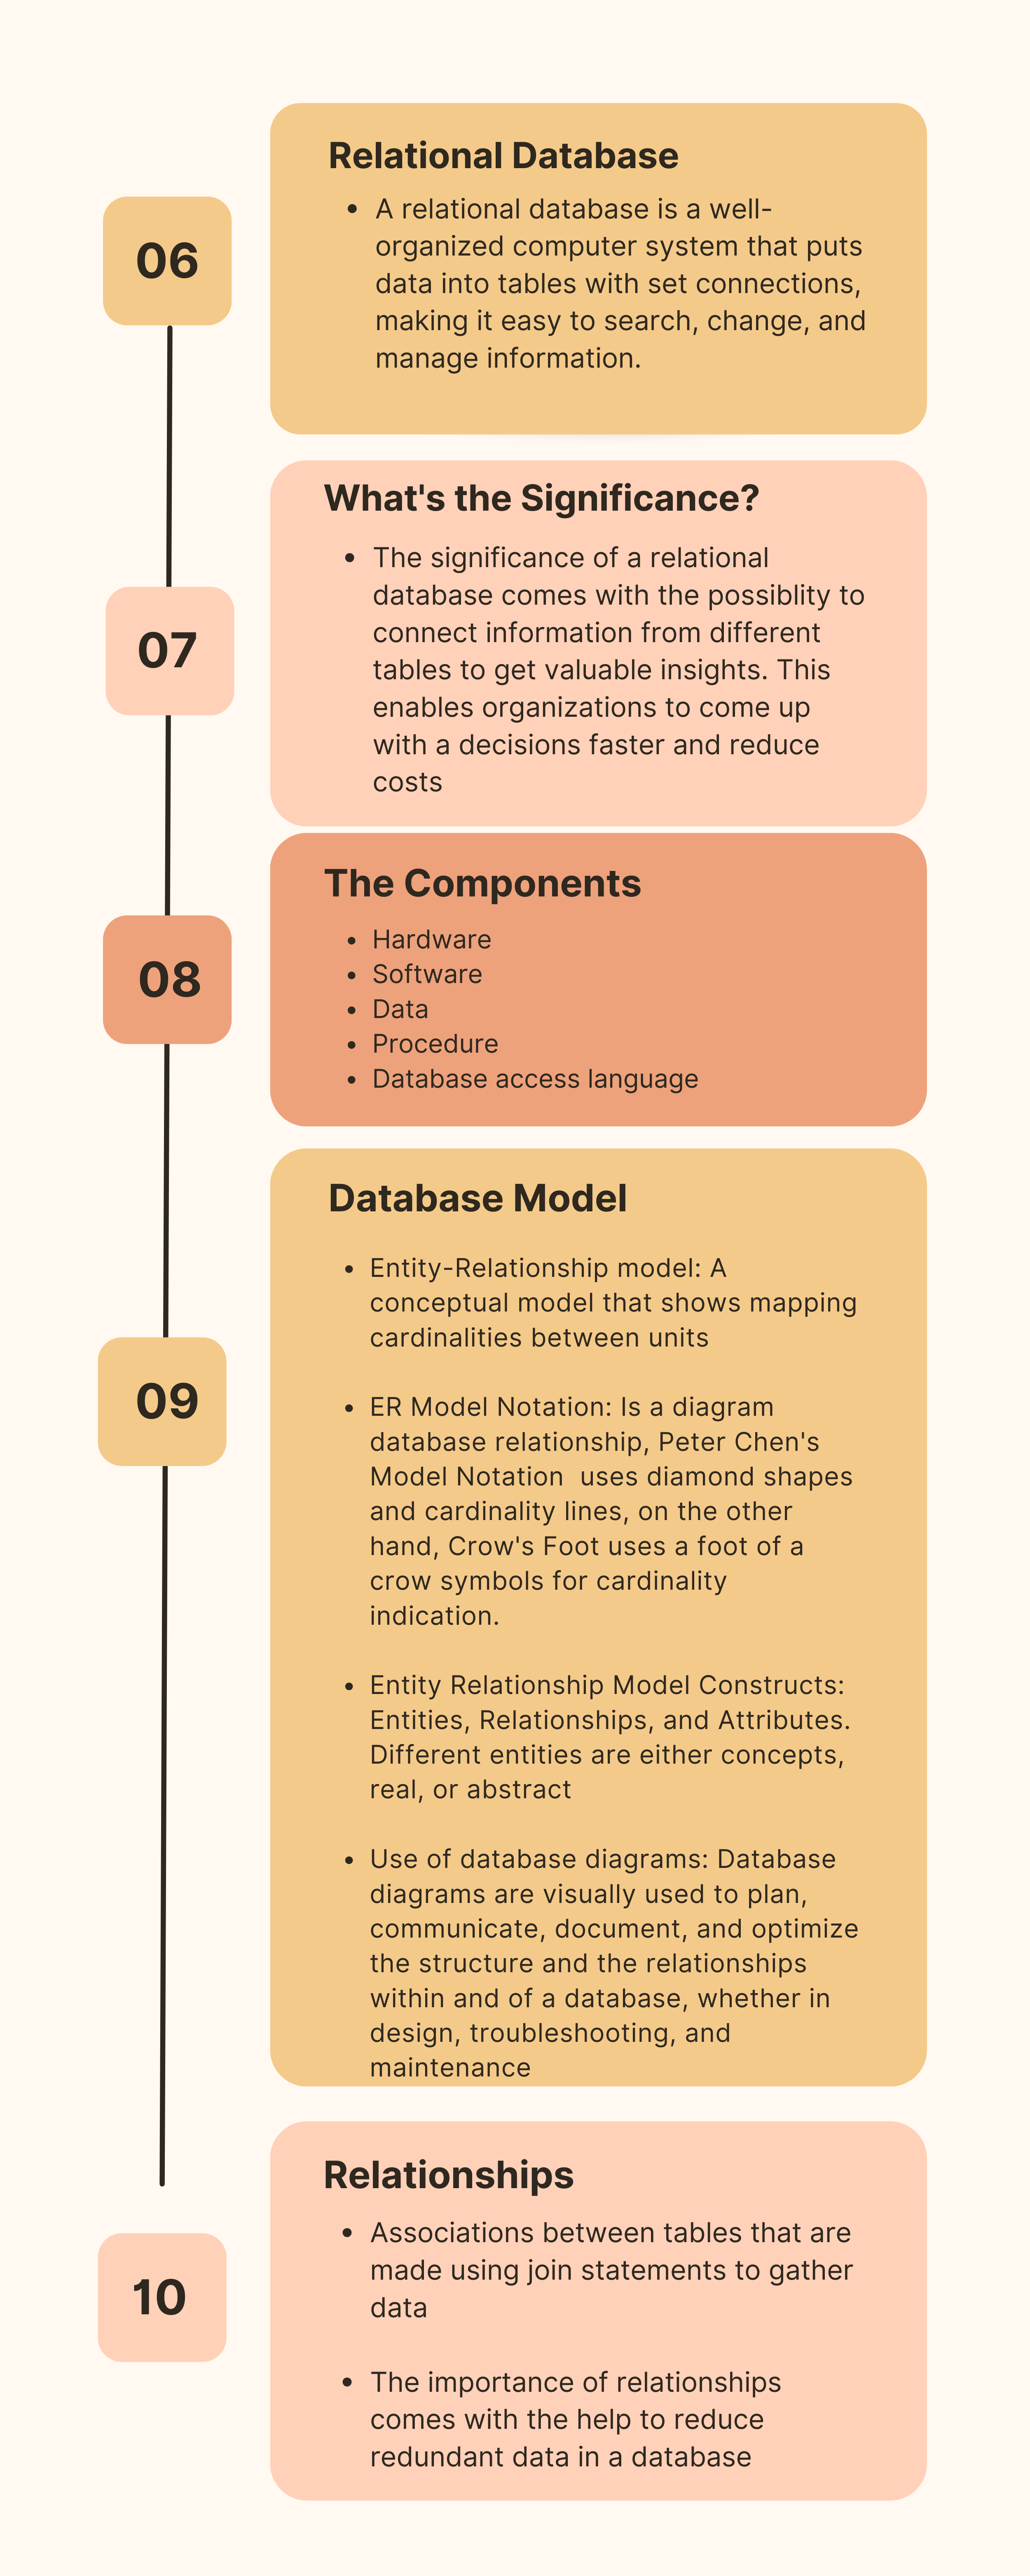 06
Relational Database
• A relational database is a well-
organized computer system that puts
data into tables with set connections,
making it easy to search, change, and
manage information.
07
What's the Significance?
• The significance of a relational
database comes with the possiblity to
connect information from different
tables to get valuable insights. This
enables organizations to come up
with a decisions faster and reduce
costs
08
The Components
• Hardware
• Software
• Data
• Procedure
• Database access language
09
Database Model
• Entity-Relationship model: A
conceptual model that shows mapping
cardinalities between units
• ER Model Notation: Is a diagram
database relationship, Peter Chen's
Model Notation  uses diamond shapes
and cardinality lines, on the other
hand, Crow's Foot uses a foot of a
crow symbols for cardinality
indication.
• Entity Relationship Model Constructs:
Entities, Relationships, and Attributes.
Different entities are either concepts,
real, or abstract
• Use of database diagrams: Database
diagrams are visually used to plan,
communicate, document, and optimize
the structure and the relationships
within and of a database, whether in
design, troubleshooting, and
maintenance
10
Relationships
• Associations between tables that are
made using join statements to gather
data
• The importance of relationships
comes with the help to reduce
redundant data in a database